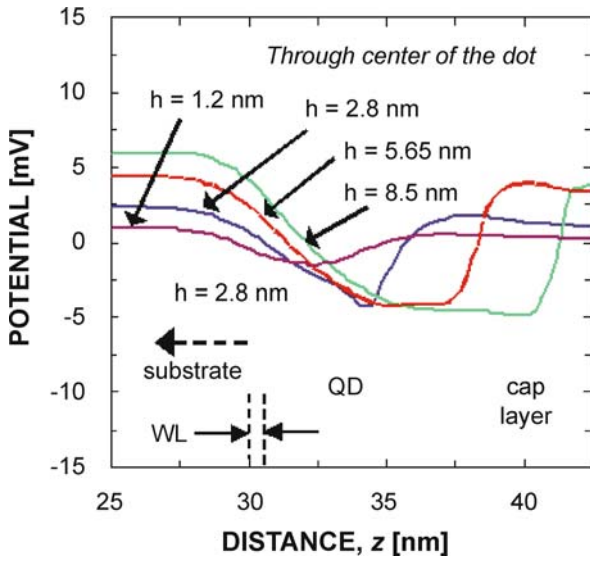 15
Through center of the dot
h = 1.2 nm
10
h = 2.8 nm
h = 5.65 nm
5
h = 8.5 nm
0
h = 2.8 nm
-5
substrate
QD
cap
layer
-10
WL
-15
25
30
35
40
POTENTIAL [mV]
DISTANCE, z [nm]